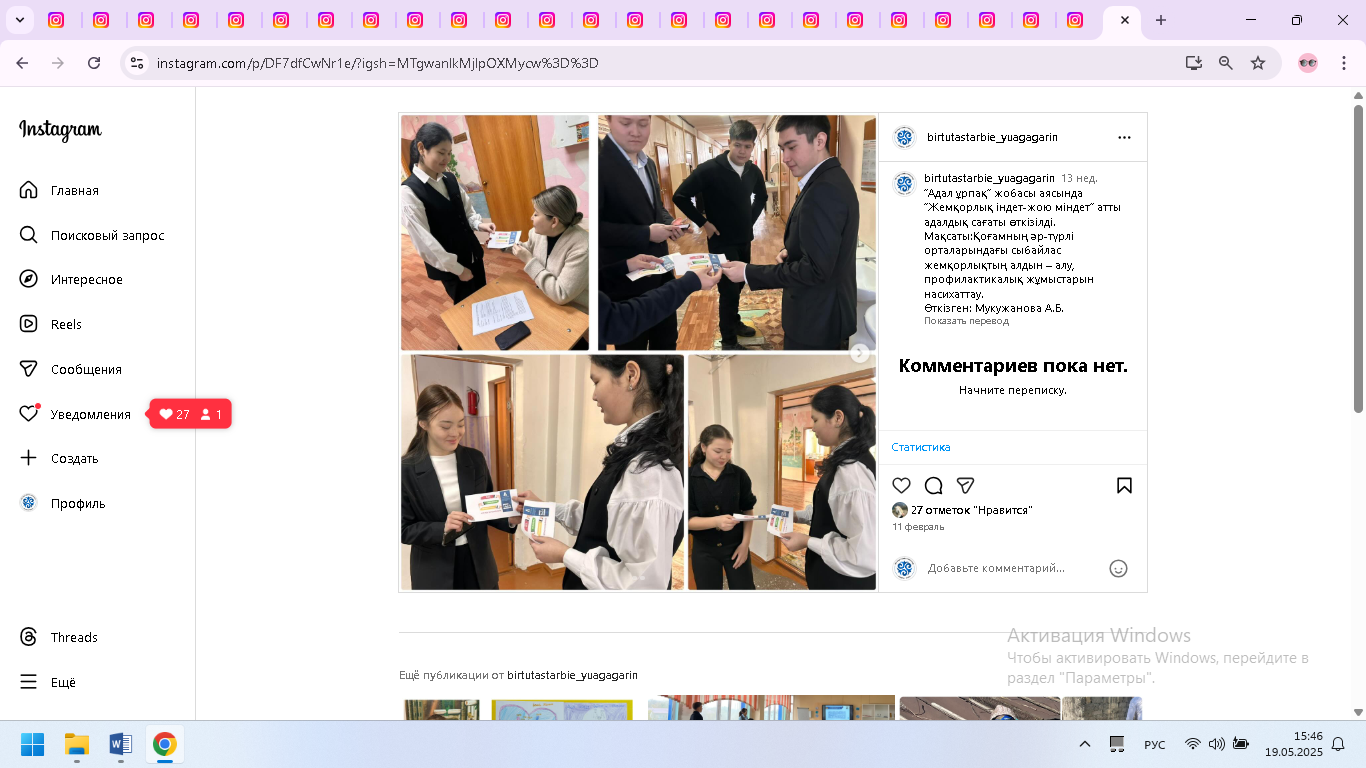 instagram.com/p/DF7dfCwNr1e/?igsh=MTgwanlkMjlpOXMycw%3D%3D
Instagram
Главная
Поисковый запрос
Интересное
Reels
Сообщения
Уведомления
27 1
Создать
Профиль
Threads
Ещё
birtutastarbie_yuagagarin
birtutastarbie_yuagagarin 13 нед.
"Адал ұрпақ" жобасы аясында
"Жемқорлық індет-жою міндет" атты
адалдық сағаты өткізілді.
Мақсаты:Қоғамның әр-түрлі
орталарындағы сыбайлас
жемқорлықтың алдын – алу,
профилактикалық жұмыстарын
насихаттау.
Өткізген: Мукужанова А.Б.
Показать перевод
Комментариев пока нет.
Начните переписку.
Статистика
27 отметок "Нравится"
11 февраль
Добавьте комментарий...
Ещё публикации от birtutastarbie_yuagagarin
Активация Windows
Чтобы активировать Windows, перейдите в
раздел "Параметры".
РУС
15:46
19.05.2025